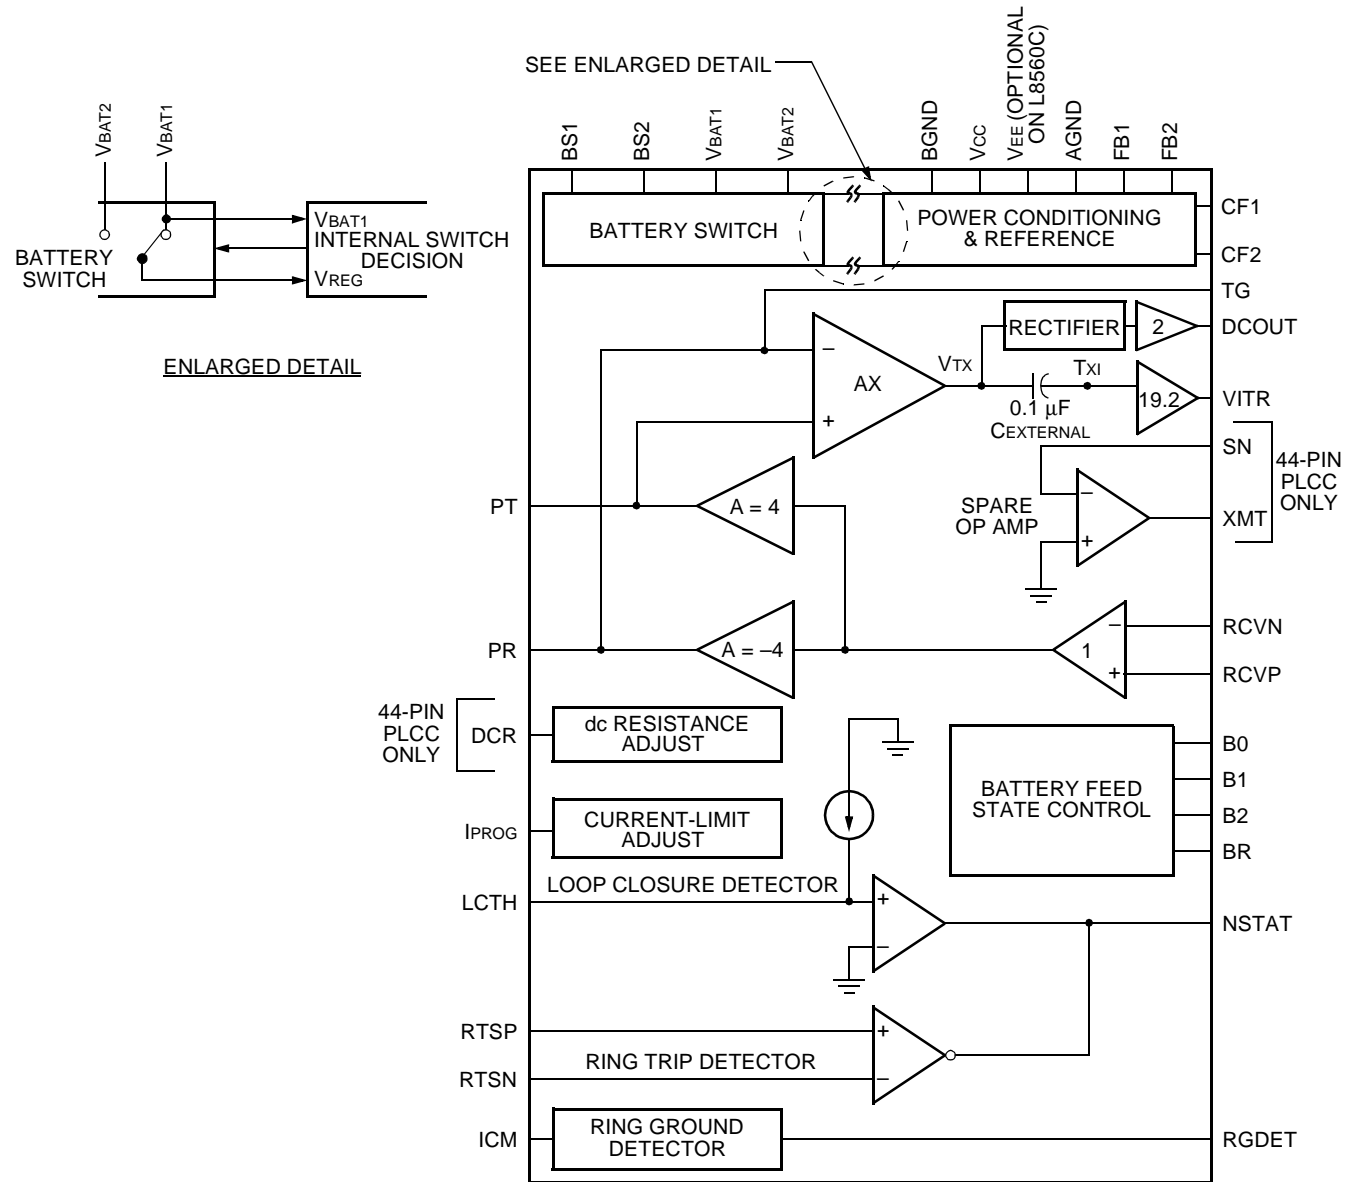 SEE ENLARGED DETAIL
VBAT2
VBAT1
BS1
BS2
VBAT1
VBAT2
BGND
VCC
VEE (OPTIONAL
ON L8560C)
AGND
FB1
FB2
BATTERY
SWITCH
VBAT1
INTERNAL SWITCH
DECISION
VREG
ENLARGED DETAIL
BATTERY SWITCH
POWER CONDITIONING
& REFERENCE
CF1
CF2
TG
RECTIFIER
2
DCOUT
–
AX
+
VTX
TXI
0.1 μF
CEXTERNAL
19.2
VITR
SN
44-PIN
PLCC
ONLY
SPARE
OP AMP
–
+
XMT
PT
A = 4
PR
A = –4
1
–
+
RCVN
RCVP
44-PIN
PLCC
ONLY
DCR
dc RESISTANCE
ADJUST
IPROG
CURRENT-LIMIT
ADJUST
BATTERY FEED
STATE CONTROL
B0
B1
B2
BR
LCTH
LOOP CLOSURE DETECTOR
+
–
NSTAT
RTSP
RTSN
RING TRIP DETECTOR
+
–
ICM
RING GROUND
DETECTOR
RGDET